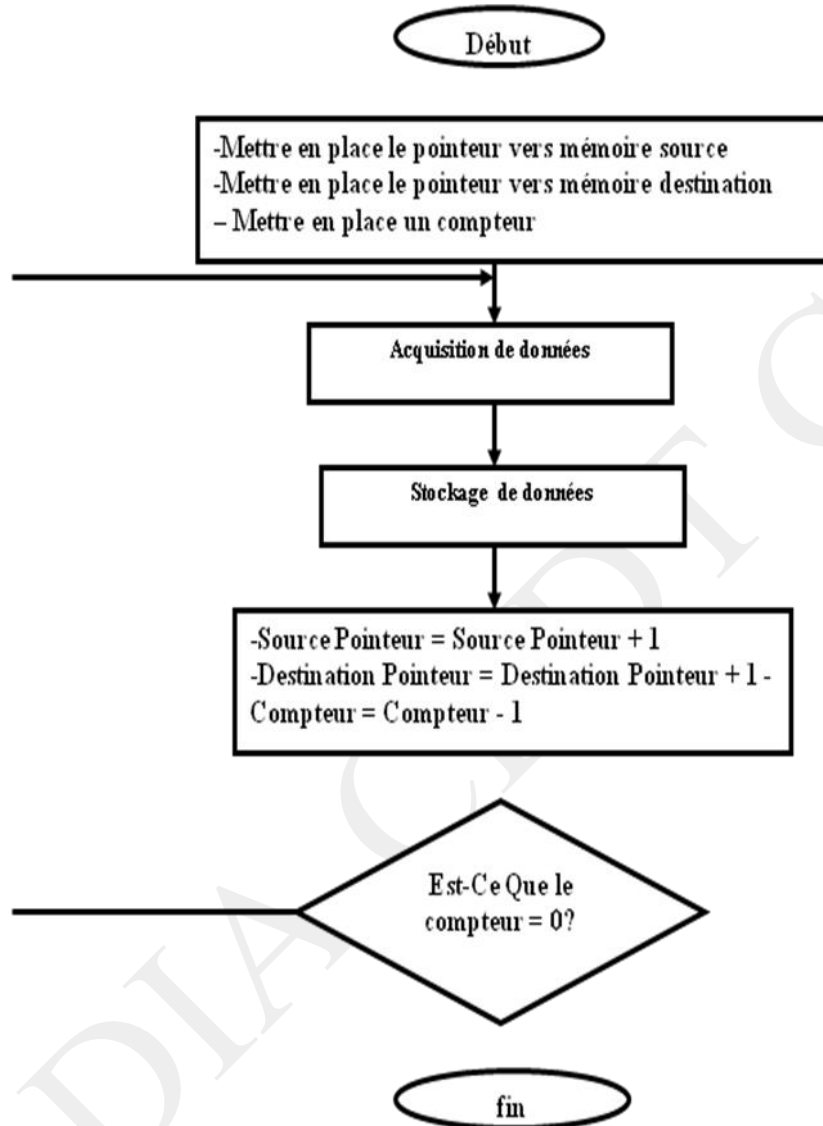 Début
-Mettre en place le pointeur vers mémoire source
-Mettre en place le pointeur vers mémoire destination
– Mettre en place un compteur
Acquisition de données
Stockage de données
-Source Pointeur = Source Pointeur + 1
-Destination Pointeur = Destination Pointeur + 1 -
Compteur = Compteur - 1
Est-Ce Que le
compteur = 0?
fin